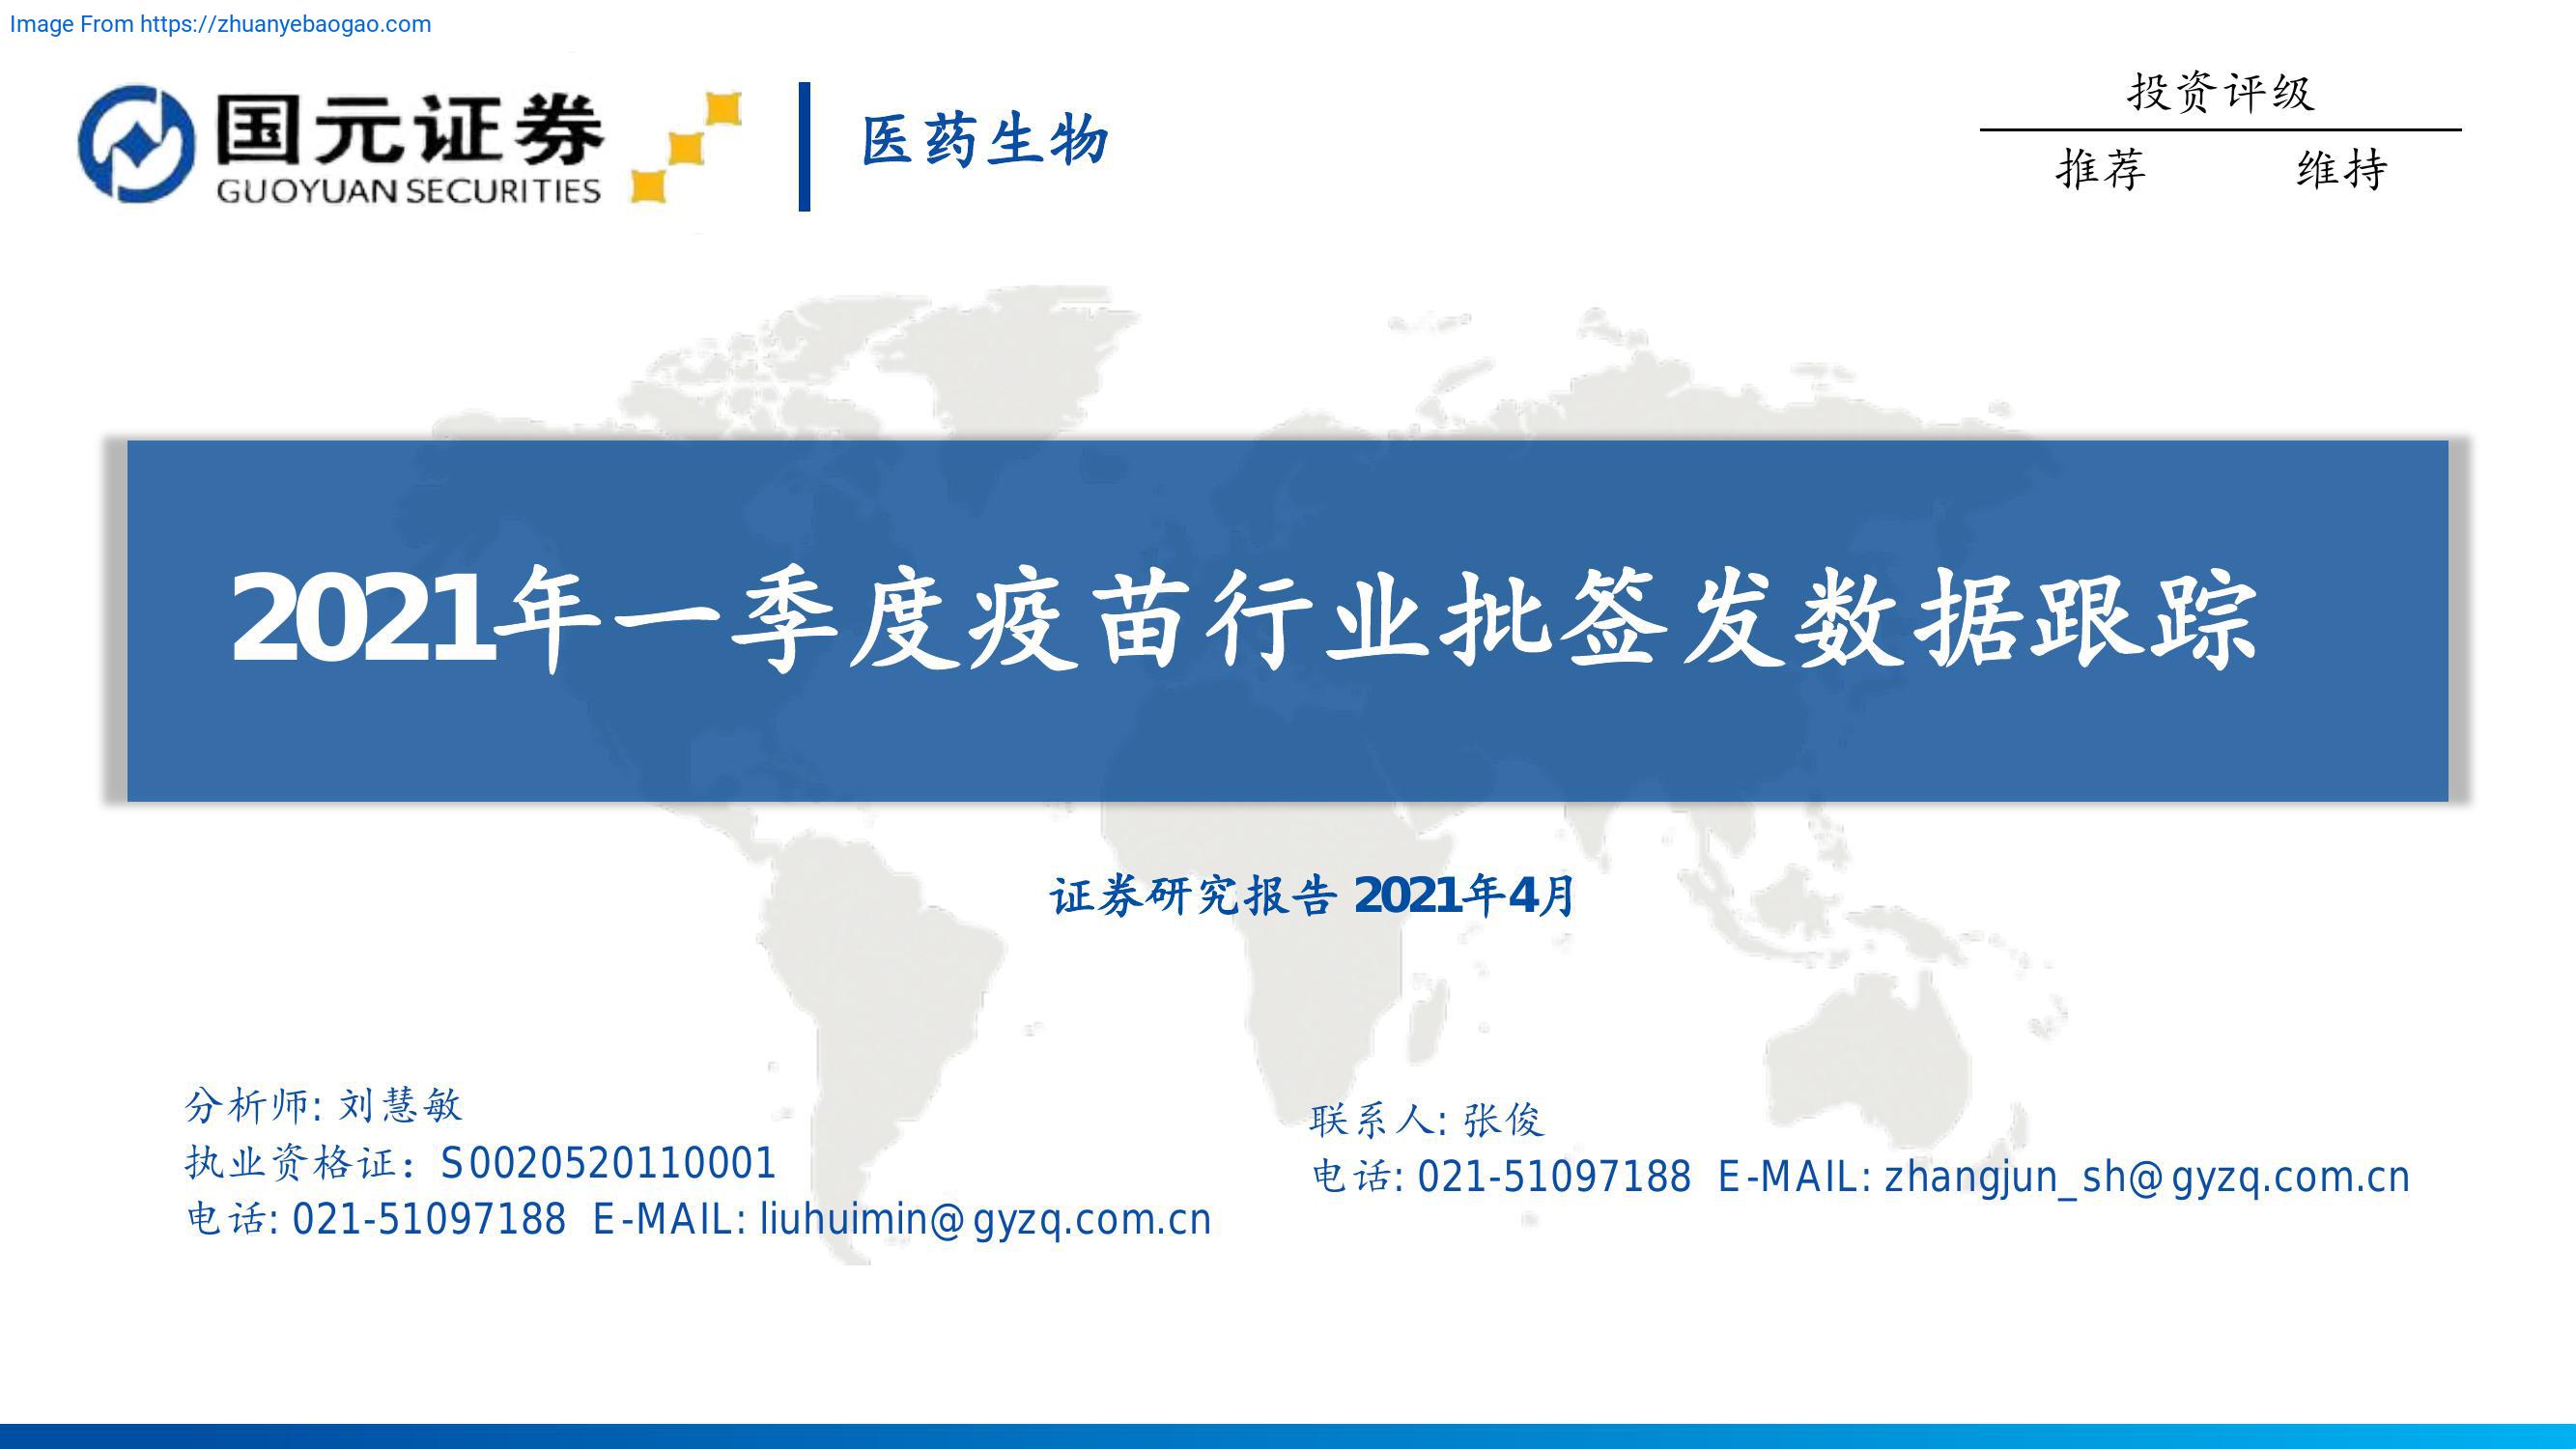 Image From https://zhuanyebaogao.com
国元证券
GUOYUAN SECURITIES
医药生物
投资评级
推荐 维持
2021年一季度疫苗行业批签发数据跟踪
证券研究报告 2021年4月
分析师: 刘慧敏
执业资格证：S0020520110001
电话: 021-51097188 E-MAIL: liuhuimin@gyzq.com.cn
联系人: 张俊
电话: 021-51097188 E-MAIL: zhangjun_sh@gyzq.com.cn